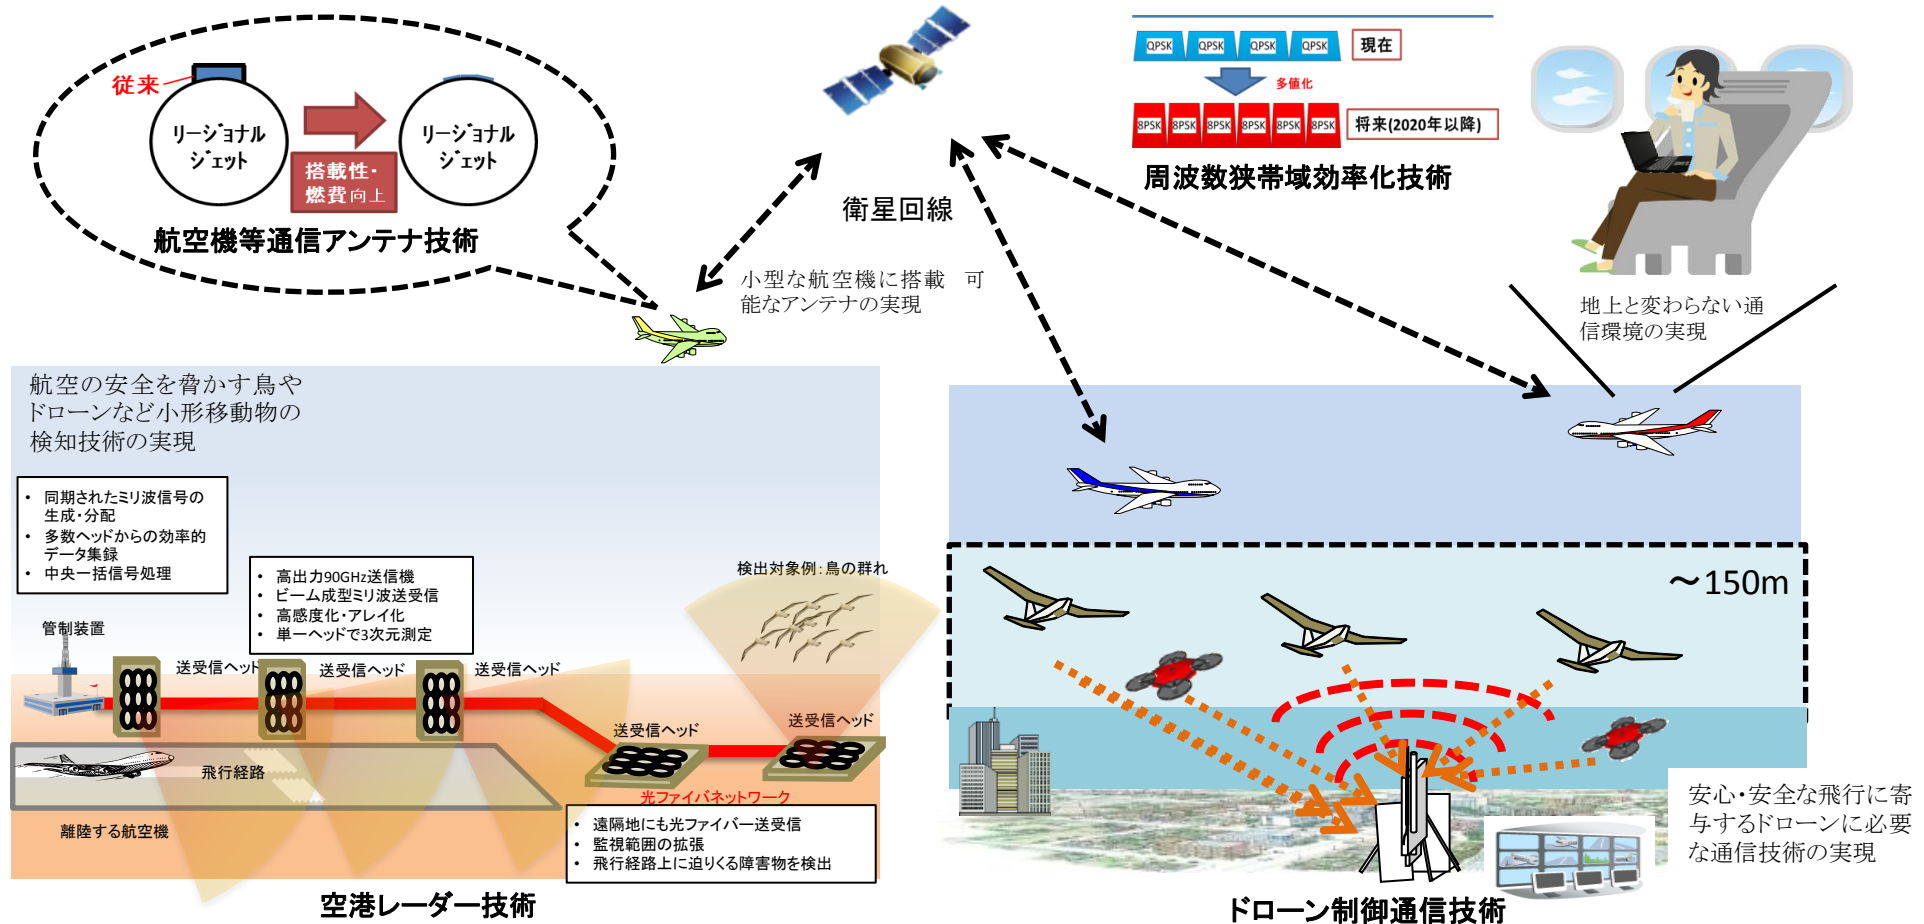 従来
リージョナル
ジェット
リージョナル
ジェット
搭載性・
燃費向上
航空機等通信アンテナ技術
衛星回線
小型な航空機に搭載 可
能なアンテナの実現
QPSK QPSK QPSK QPSK
現在
多値化
8PSK 8PSK 8PSK 8PSK 8PSK 8PSK
将来(2020年以降)
周波数狭帯域効率化技術
地上と変わらない通
信環境の実現
航空の安全を脅かす鳥や
ドローンなど小形移動物の
検知技術の実現
• 同期されたミリ波信号の
生成・分配
• 多数ヘッドからの効率的
データ集録
• 中央一括信号処理
• 高出力90GHz送信機
• ビーム成型ミリ波送受信
• 高感度化・アレイ化
• 単一ヘッドで3次元測定
検出対象例：鳥の群れ
管制装置
送受信ヘッド
送受信ヘッド
送受信ヘッド
送受信ヘッド
送受信ヘッド
飛行経路
光ファイバネットワーク
離陸する航空機
• 遠隔地にも光ファイバー送受信
• 監視範囲の拡張
• 飛行経路上に迫りくる障害物を検出
空港レーダー技術
～150m
安心・安全な飛行に寄
与するドローンに必要
な通信技術の実現
ドローン制御通信技術